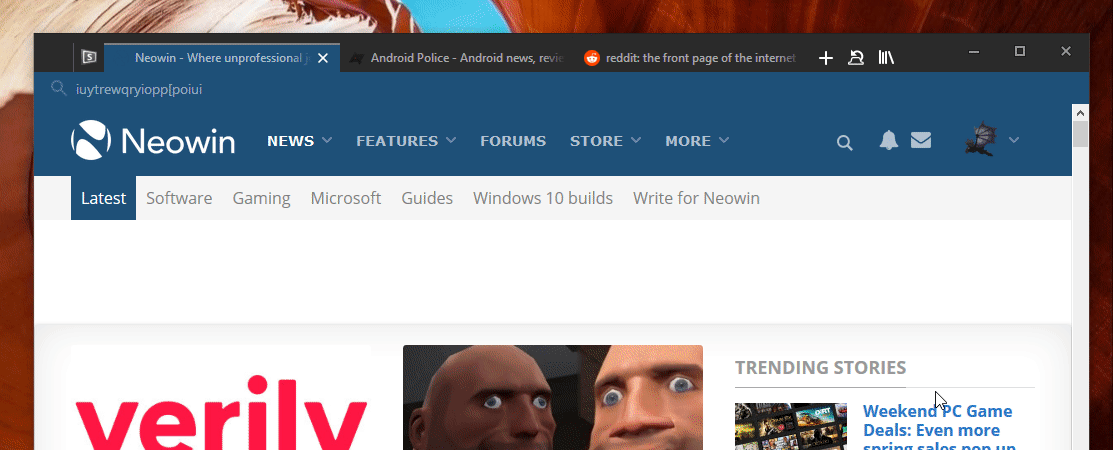 Neowin - Where unprofessional j
Android Police - Android news, revie
reddit: the front page of the internet
iuytrewqryiopp[poiui
Neowin
NEWS
FEATURES
FORUMS
STORE
MORE
Latest
Software
Gaming
Microsoft
Guides
Windows 10 builds
Write for Neowin
verily
TRENDING STORIES
Weekend PC Game
Deals: Even more
spring sales pop up